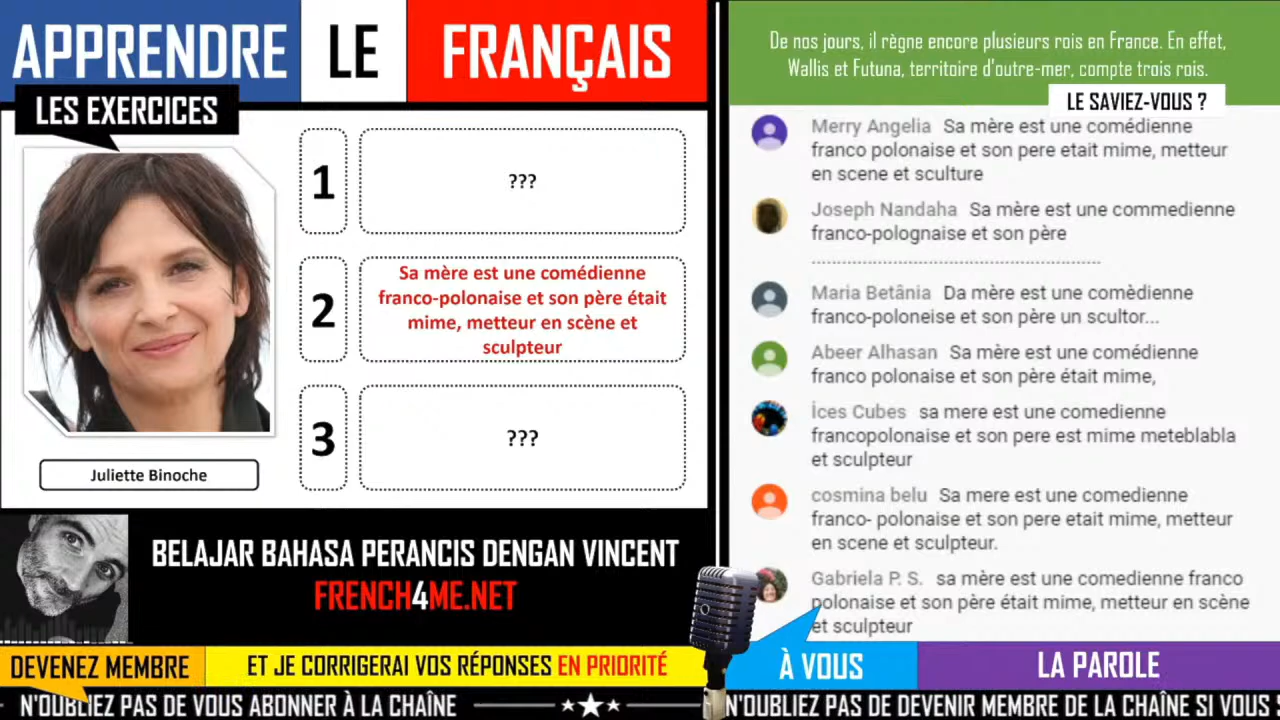 APPRENDRE LE FRANÇAIS
LES EXERCICES
1
???
2
Sa mère est une comédienne
franco-polonaise et son père était
mime, metteur en scène et
sculpteur
3
???
Juliette Binoche
BELAJAR BAHASA PERANCIS DENGAN VINCENT
FRENCH4ME.NET
DEVENEZ MEMBRE
ET JE CORRIGERAI VOS RÉPONSES EN PRIORITÉ
N'OUBLIEZ PAS DE VOUS ABONNER À LA CHAÎNE
De nos jours, il règne encore plusieurs rois en France. En effet,
Wallis et Futuna, territoire d'outre-mer, compte trois rois.
LE SAVIEZ-VOUS ?
Merry Angelia Sa mère est une comédienne
franco polonaise et son pere etait mime, metteur
en scene et sculture
Joseph Nandaha Sa mère est une commedienne
franco-polognaise et son père
................................................................
Maria Betânia Da mère est une comèdienne
franco-poloneise et son père un scultor...
Abeer Alhasan Sa mère est une comédienne
franco polonaise et son père était mime,
İces Cubes sa mere est une comedienne
francopolonaise et son pere est mime meteblabla
et sculpteur
cosmina belu Sa mere est une comedienne
franco- polonaise et son pere etait mime, metteur
en scene et sculpteur.
Gabriela P. S. sa mère est une comedienne franco
polonaise et son père était mime, metteur en scène
et sculpteur
À VOUS
LA PAROLE
N'OUBLIEZ PAS DE DEVENIR MEMBRE DE LA CHAÎNE SI VOUS